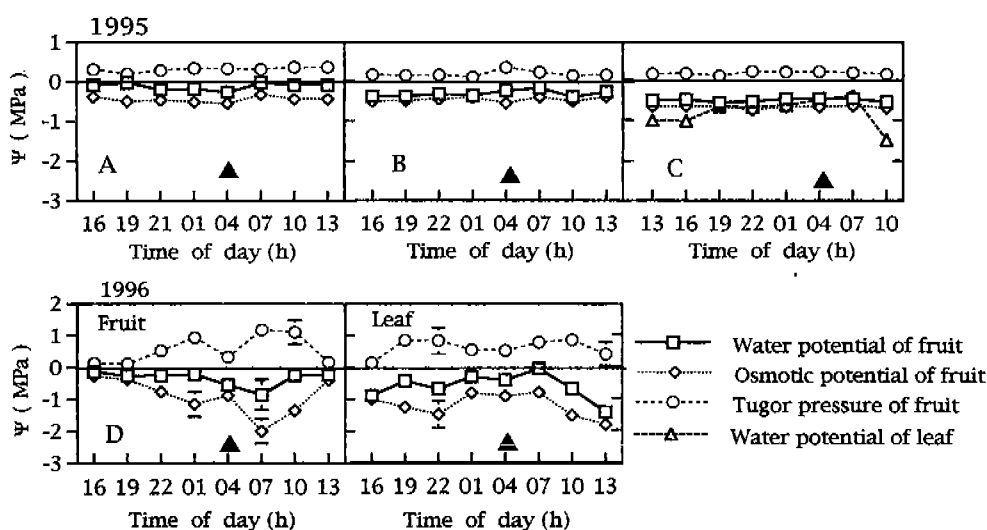 1995
1
0
-1
-2
-3
Ψ (MPa)
A
B
C
16 19 21 01 04 07 10 13
16 19 22 01 04 07 10 13
13 16 19 22 01 04 07 10
Time of day (h)
Time of day (h)
Time of day (h)
1996
2
1
0
-1
-2
-3
Ψ (MPa)
Fruit
D
Leaf
16 19 22 01 04 07 10 13
16 19 22 01 04 07 10 13
Time of day (h)
Time of day (h)
Water potential of fruit
Osmotic potential of fruit
Tugor pressure of fruit
Water potential of leaf